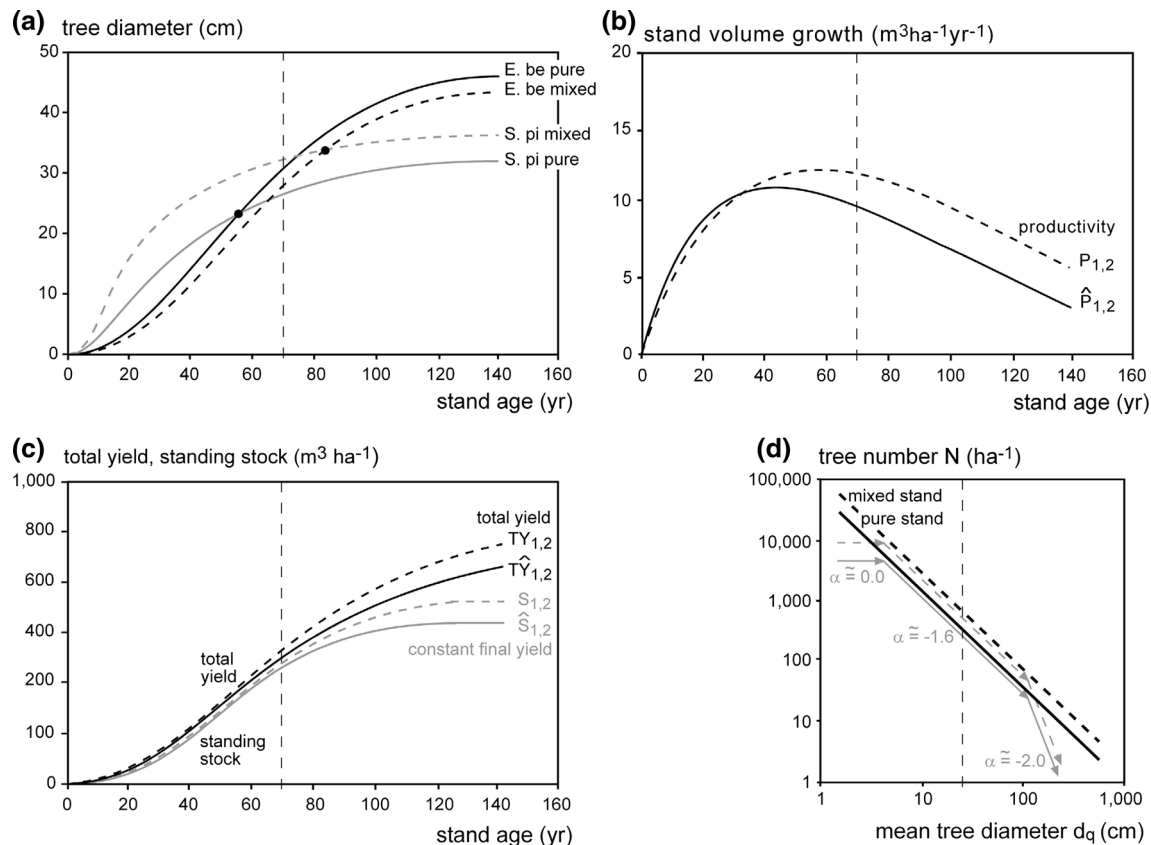 (a) tree diameter (cm)
50
40
30
20
10
0
E. be pure
E. be mixed
S. pi mixed
S. pi pure
0 20 40 60 80 100 120 140
stand age (yr)
(b) stand volume growth (m³ha⁻¹yr⁻¹)
20
15
10
5
0
productivity
P₁,₂
P̂₁,₂
0 20 40 60 80 100 120 140 160
stand age (yr)
(c) total yield, standing stock (m³ ha⁻¹)
1,000
800
600
400
200
100
0
total yield
TY₁,₂
TŶ₁,₂
S₁,₂
Ŝ₁,₂
constant final yield
total
yield
standing
stock
0 20 40 60 80 100 120 140 160
stand age (yr)
(d) tree number N (ha⁻¹)
100,000
10,000
1,000
100
10
1
mixed stand
pure stand
α ≅ 0.0
α ≅ -1.6
α ≅ -2.0
1 10 100 1,000
mean tree diameter d_q (cm)